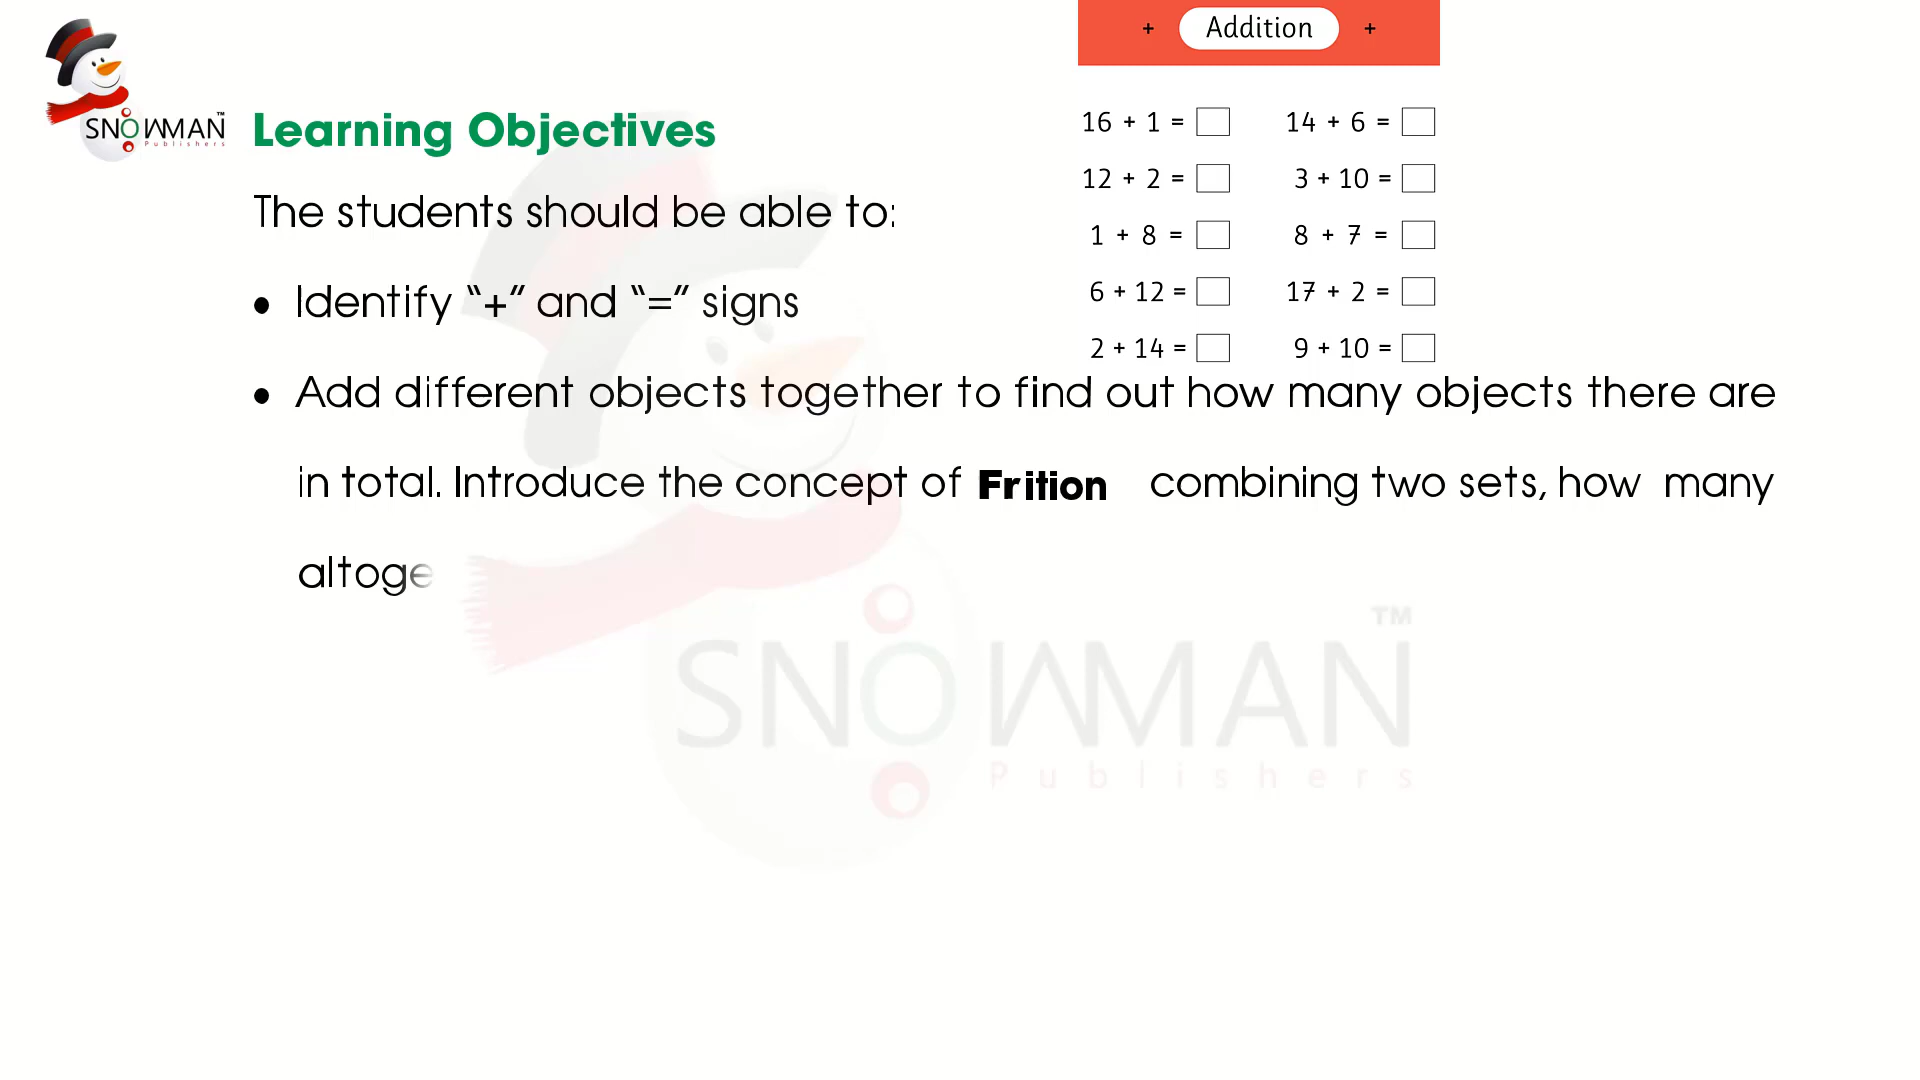 SNOWMAN™
Publishers
Learning Objectives
The students should be able to:
• Identify “+” and “=” signs
• Add different objects together to find out how many objects there are
in total. Introduce the concept of Frition combining two sets, how many
altoge
+ Addition +
16 + 1 = 14 + 6 =
12 + 2 = 3 + 10 =
1 + 8 = 8 + 7 =
6 + 12 = 17 + 2 =
2 + 14 = 9 + 10 =
SNOWMAN™
Publishers